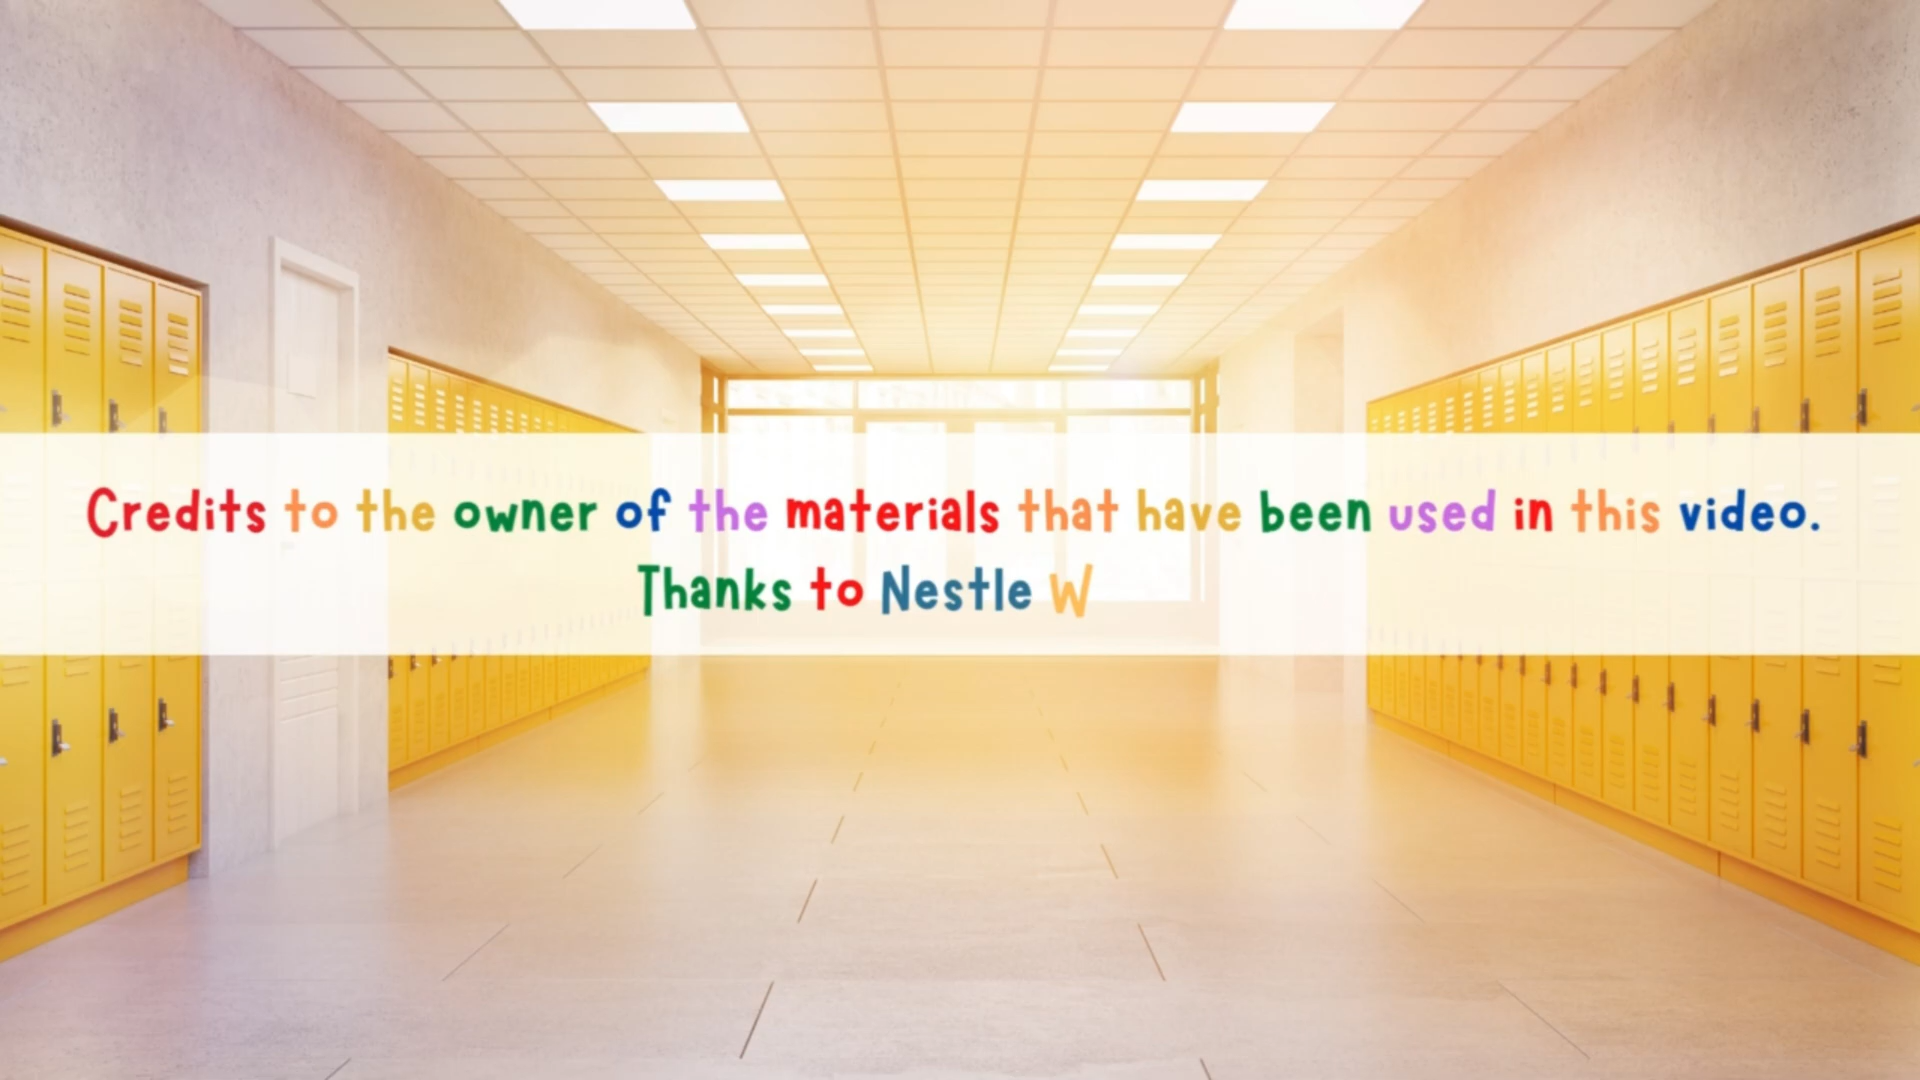 Credits to the owner of the materials that have been used in this video.
Thanks to Nestle W